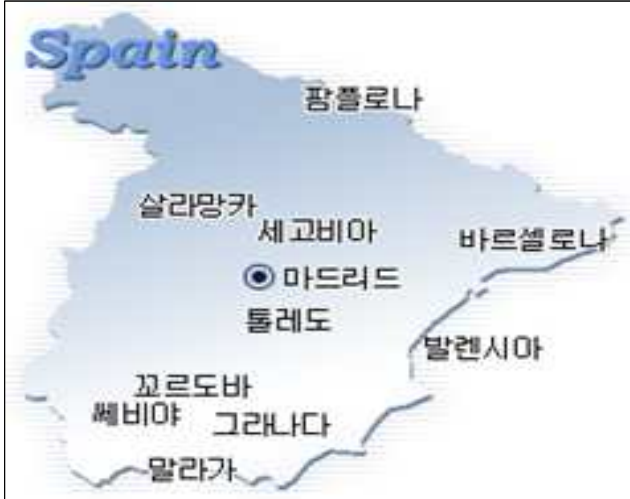 Spain
팜플로나
살라망카
세고비아
바르셀로나
마드리드
톨레도
발렌시아
꼬르도바
쎄비야
그라나다
말라가